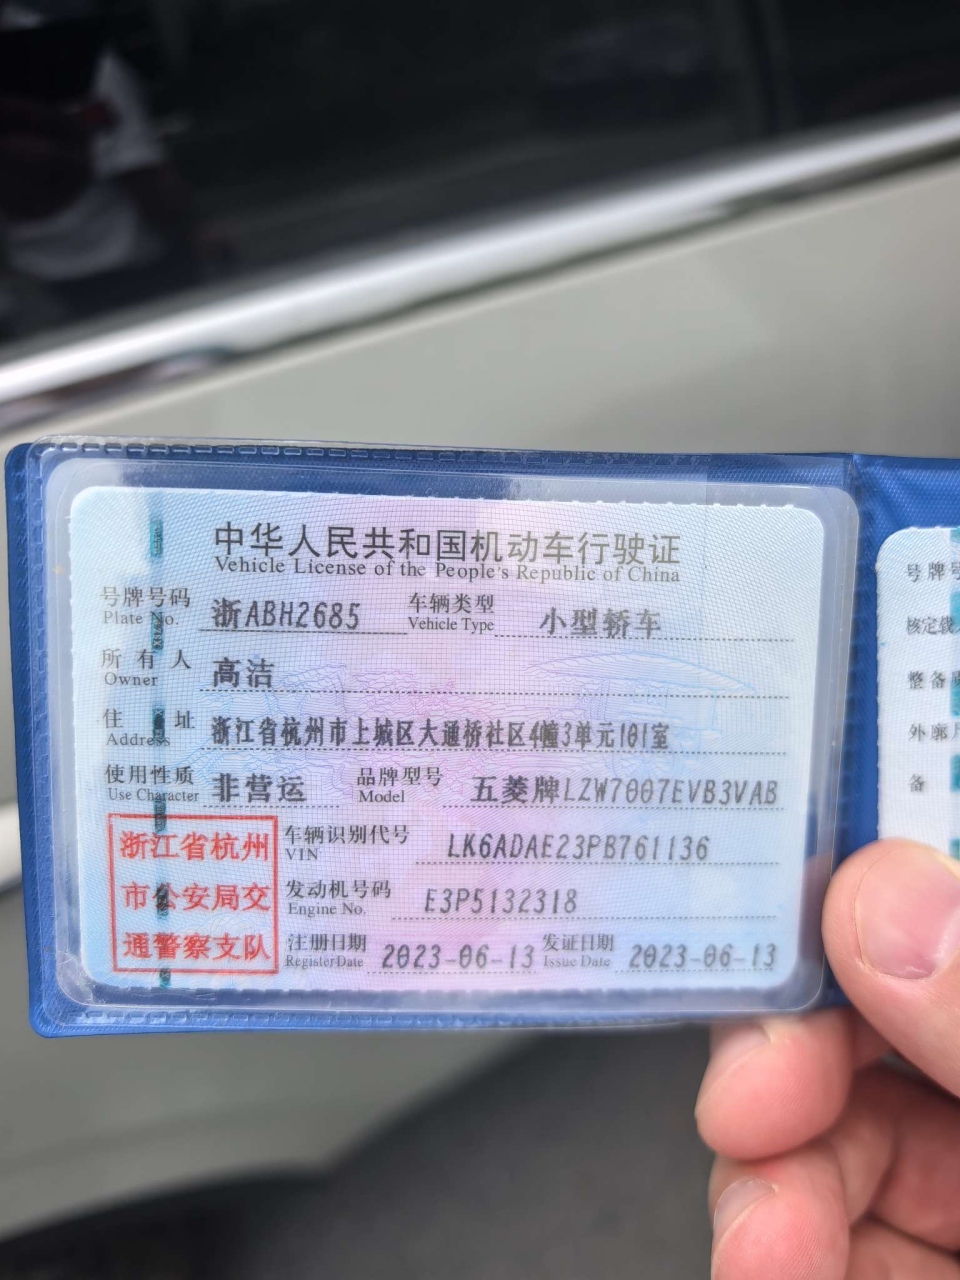 中华人民共和国机动车行驶证
Vehicle License of the People's Republic of China
号牌号码 浙ABH2685 车辆类型 小型轿车
Plate No. Vehicle Type
所有人 高洁
Owner
住址 浙江省杭州市上城区大通桥社区4幢3单元101室
Address
使用性质 非营运 品牌型号 五菱牌LZW7007EVB3VAB
Use Character Model
浙江省杭州
市公安局交
通警察支队
车辆识别代号 LK6ADAE23PB761136
VIN
发动机号码 E3P5132318
Engine No.
注册日期 2023-06-13 发证日期 2023-06-13
Register Date Issue Date
号牌号
核定载
整备
外廓
备